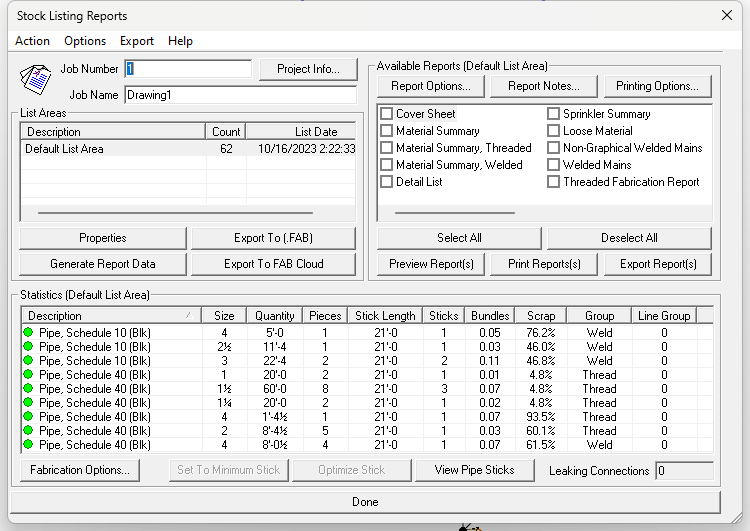 Stock Listing Reports
Action Options Export Help
Job Number 1 Project Info...
Job Name Drawing1
List Areas
Description Count List Date
Default List Area 62 10/16/2023 2:22:33
Properties Export To (.FAB)
Generate Report Data Export To FAB Cloud
Available Reports (Default List Area)
Report Options... Report Notes... Printing Options...
Cover Sheet Sprinkler Summary
Material Summary Loose Material
Material Summary, Threaded Non-Graphical Welded Mains
Material Summary, Welded Welded Mains
Detail List Threaded Fabrication Report
Select All Deselect All
Preview Report(s) Print Reports(s) Export Report(s)
Statistics (Default List Area)
Description Size Quantity Pieces Stick Length Sticks Bundles Scrap Group Line Group
Pipe, Schedule 10 (Blk) 4 5'-0 1 21'-0 1 0.05 76.2% Weld 0
Pipe, Schedule 10 (Blk) 2½ 11'-4 1 21'-0 1 0.03 46.0% Weld 0
Pipe, Schedule 10 (Blk) 3 22'-4 2 21'-0 2 0.11 46.8% Weld 0
Pipe, Schedule 40 (Blk) 1 20'-0 2 21'-0 1 0.01 4.8% Thread 0
Pipe, Schedule 40 (Blk) 1½ 60'-0 8 21'-0 3 0.07 4.8% Thread 0
Pipe, Schedule 40 (Blk) 1¼ 20'-0 2 21'-0 1 0.02 4.8% Thread 0
Pipe, Schedule 40 (Blk) 4 1'-4½ 1 21'-0 1 0.07 93.5% Thread 0
Pipe, Schedule 40 (Blk) 2 8'-4½ 5 21'-0 1 0.03 60.1% Thread 0
Pipe, Schedule 40 (Blk) 4 8'-0½ 4 21'-0 1 0.07 61.5% Weld 0
Fabrication Options... Set To Minimum Stick Optimize Stick View Pipe Sticks Leaking Connections 0
Done